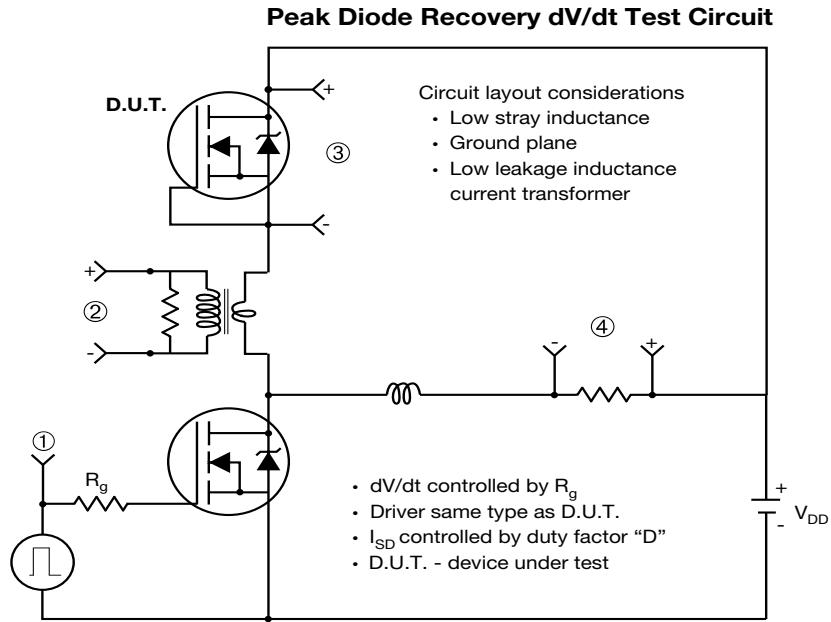 Peak Diode Recovery dV/dt Test Circuit
D.U.T.
+
Circuit layout considerations
• Low stray inductance
• Ground plane
• Low leakage inductance
current transformer
③
-
+
②
-
④
-
+
①
Rg
• dV/dt controlled by Rg
• Driver same type as D.U.T.
• ISD controlled by duty factor “D”
• D.U.T. - device under test
+
VDD
-